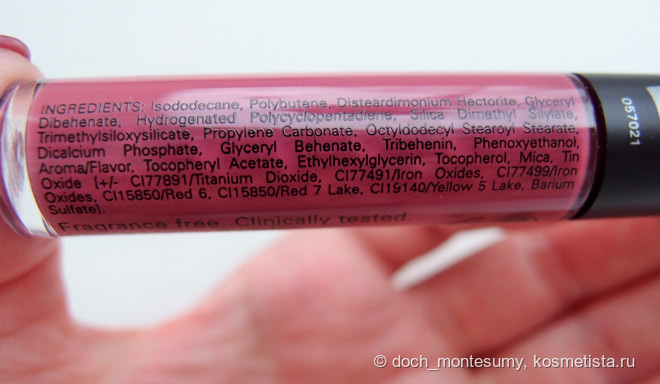 INGREDIENTS: Isododecane, Polybutene, Disteardimonium Hectorite, Glyceryl
Dibehenate, Hydrogenated Polycyclopentadiene, Silica Dimethyl Silylate,
Trimethylsiloxysilicate, Propylene Carbonate, Octyldodecyl Stearoyl Stearate,
Dicalcium Phosphate, Glyceryl Behenate, Tribehenin, Phenoxyethanol,
Aroma/Flavor, Tocopheryl Acetate, Ethylhexylglycerin, Tocopherol, Mica, Tin
Oxide [+/- CI77891/Titanium Dioxide, CI77491/Iron Oxides, CI77499/Iron
Oxides, CI15850/Red 6, CI15850/Red 7 Lake, CI19140/Yellow 5 Lake, Barium
Sulfate].
Fragrance free. Clinically tested.
057021
© doch_montesumy, kosmetista.ru